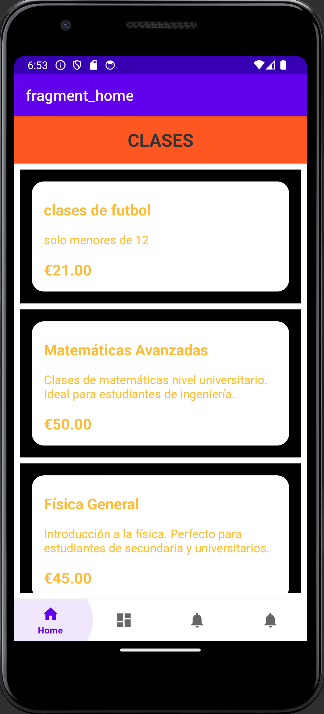 6:53
fragment_home
CLASES
clases de futbol
solo menores de 12
€21.00
Matemáticas Avanzadas
Clases de matemáticas nivel universitario.
Ideal para estudiantes de ingeniería.
€50.00
Física General
Introducción a la física. Perfecto para
estudiantes de secundaria y universitarios.
€45.00
Home